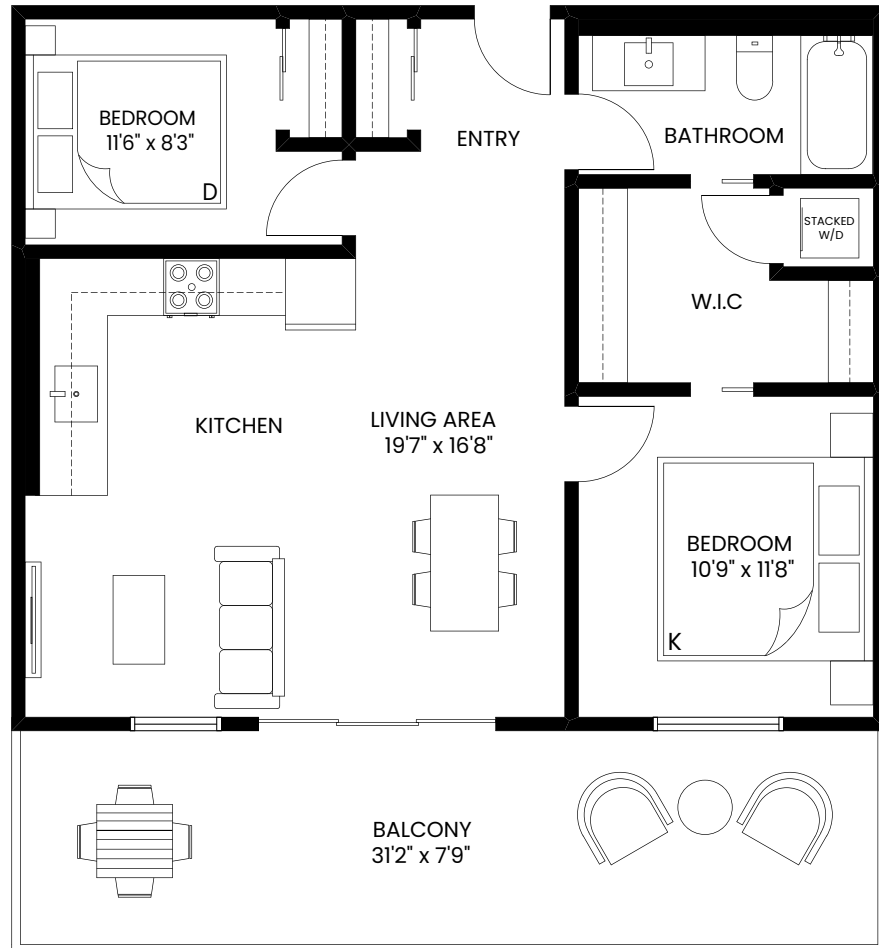 BEDROOM
11'6" x 8'3"
D
ENTRY
BATHROOM
STACKED
W/D
W.I.C
KITCHEN
LIVING AREA
19'7" x 16'8"
BEDROOM
10'9" x 11'8"
K
BALCONY
31'2" x 7'9"